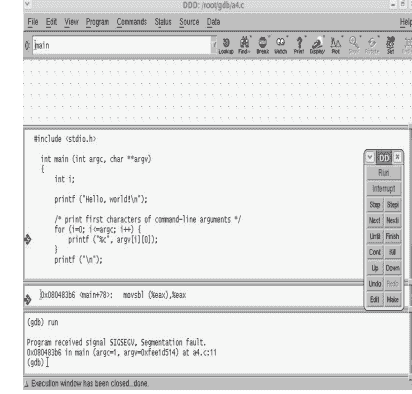 DDD: /root/gdb/a4.c
File Edit View Program Commands Status Source Data Help
main
Lookup Find» Break Watch Print Display Plot Set
#include <stdio.h>
int main (int argc, char **argv)
{
int i;
printf ("Hello, world!\n");
/* print first characters of command-line arguments */
for (i=0; i<=argc; i++) {
printf ("%c", argv[i][0]);
}
printf ("\n");
DDD
Run
Interrupt
Step Stepi
Next Nexti
Until Finish
Cont Kill
Up Down
Undo Redo
Edit Make
0x080483b6 <main+78>: movsbl (%eax),%eax
(gdb) run
Program received signal SIGSEGV, Segmentation fault.
0x080483b6 in main (argc=1, argv=0xfee1d514) at a4.c:11
(gdb)
Execution window has been closed...done.